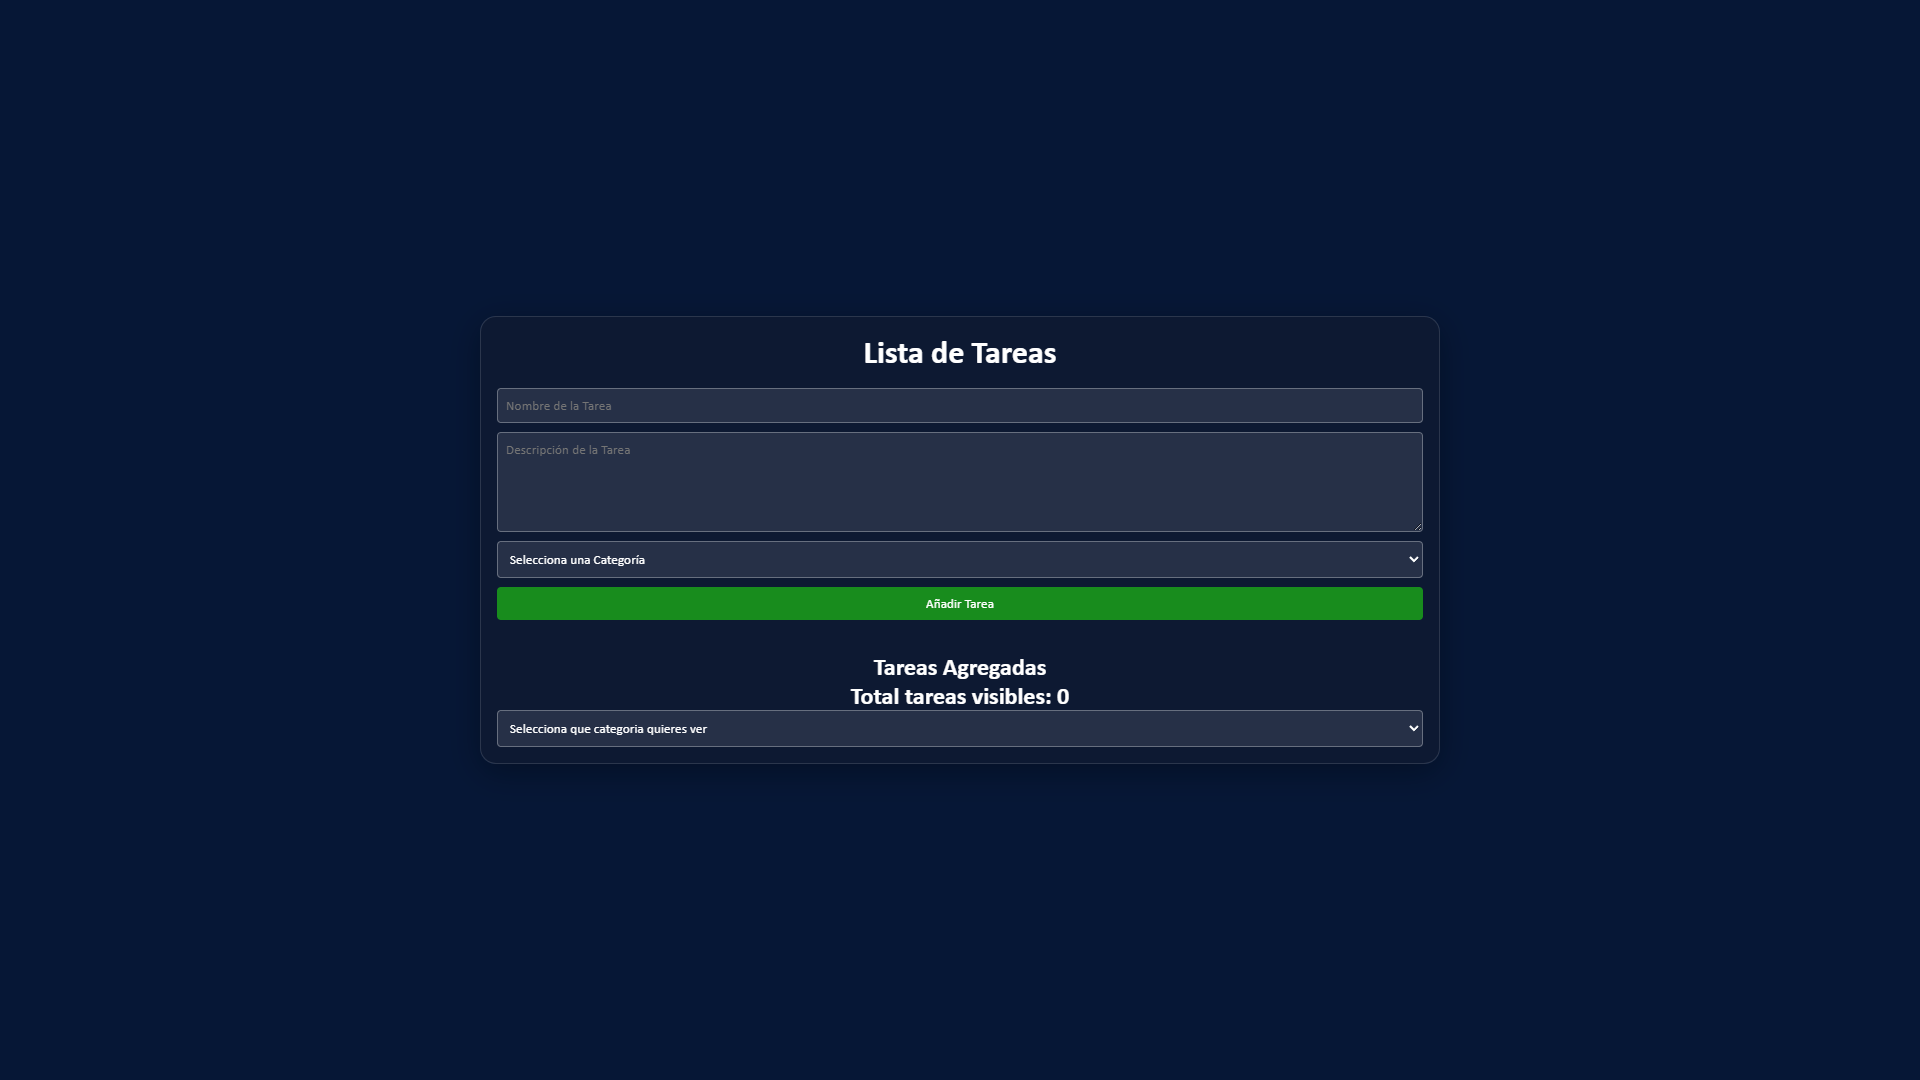 Lista de Tareas
Nombre de la Tarea
Descripción de la Tarea
Selecciona una Categoría
Añadir Tarea
Tareas Agregadas
Total tareas visibles: 0
Selecciona que categoria quieres ver